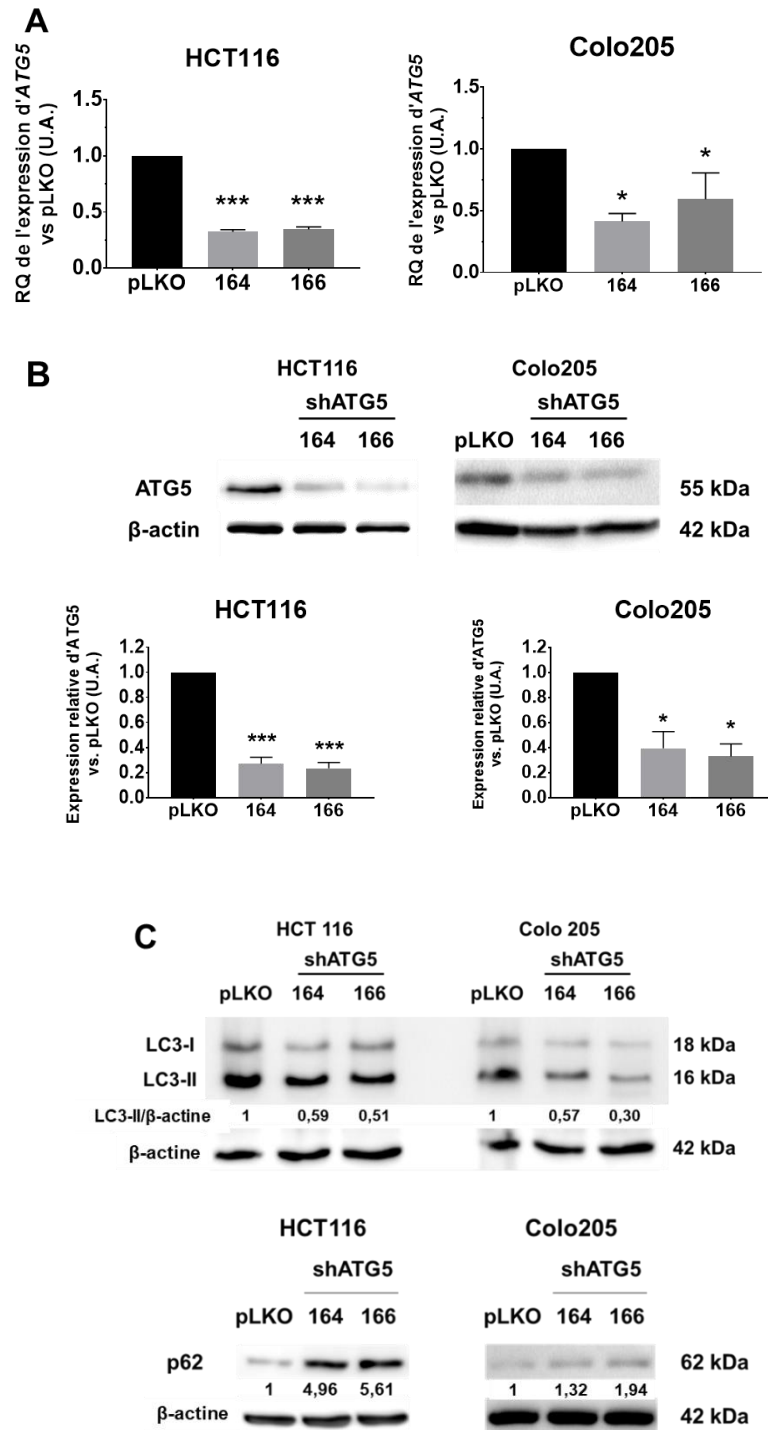 A
HCT116
RQ de l'expression d'ATG5
vs pLKO (U.A.)
1.5
1.0
0.5
0.0
*** ***
pLKO 164 166
Colo205
RQ de l'expression d'ATG5
vs pLKO (U.A.)
1.5
1.0
0.5
0.0
* *
pLKO 164 166
B
HCT116 Colo205
shATG5 shATG5
164 166 pLKO 164 166
ATG5 55 kDa
β-actin 42 kDa
HCT116
Expression relative d'ATG5
vs. pLKO (U.A.)
1.2
1.0
0.8
0.6
0.4
0.2
0.0
*** ***
pLKO 164 166
Colo205
Expression relative d'ATG5
vs. pLKO (U.A.)
1.2
1.0
0.8
0.6
0.4
0.2
0.0
* *
pLKO 164 166
C
HCT 116 Colo 205
shATG5 shATG5
pLKO 164 166 pLKO 164 166
LC3-I 18 kDa
LC3-II 16 kDa
LC3-II/β-actine 1 0,59 0,51 1 0,57 0,30
β-actine 42 kDa
HCT116 Colo205
shATG5 shATG5
pLKO 164 166 pLKO 164 166
p62 62 kDa
1 4,96 5,61 1 1,32 1,94
β-actine 42 kDa